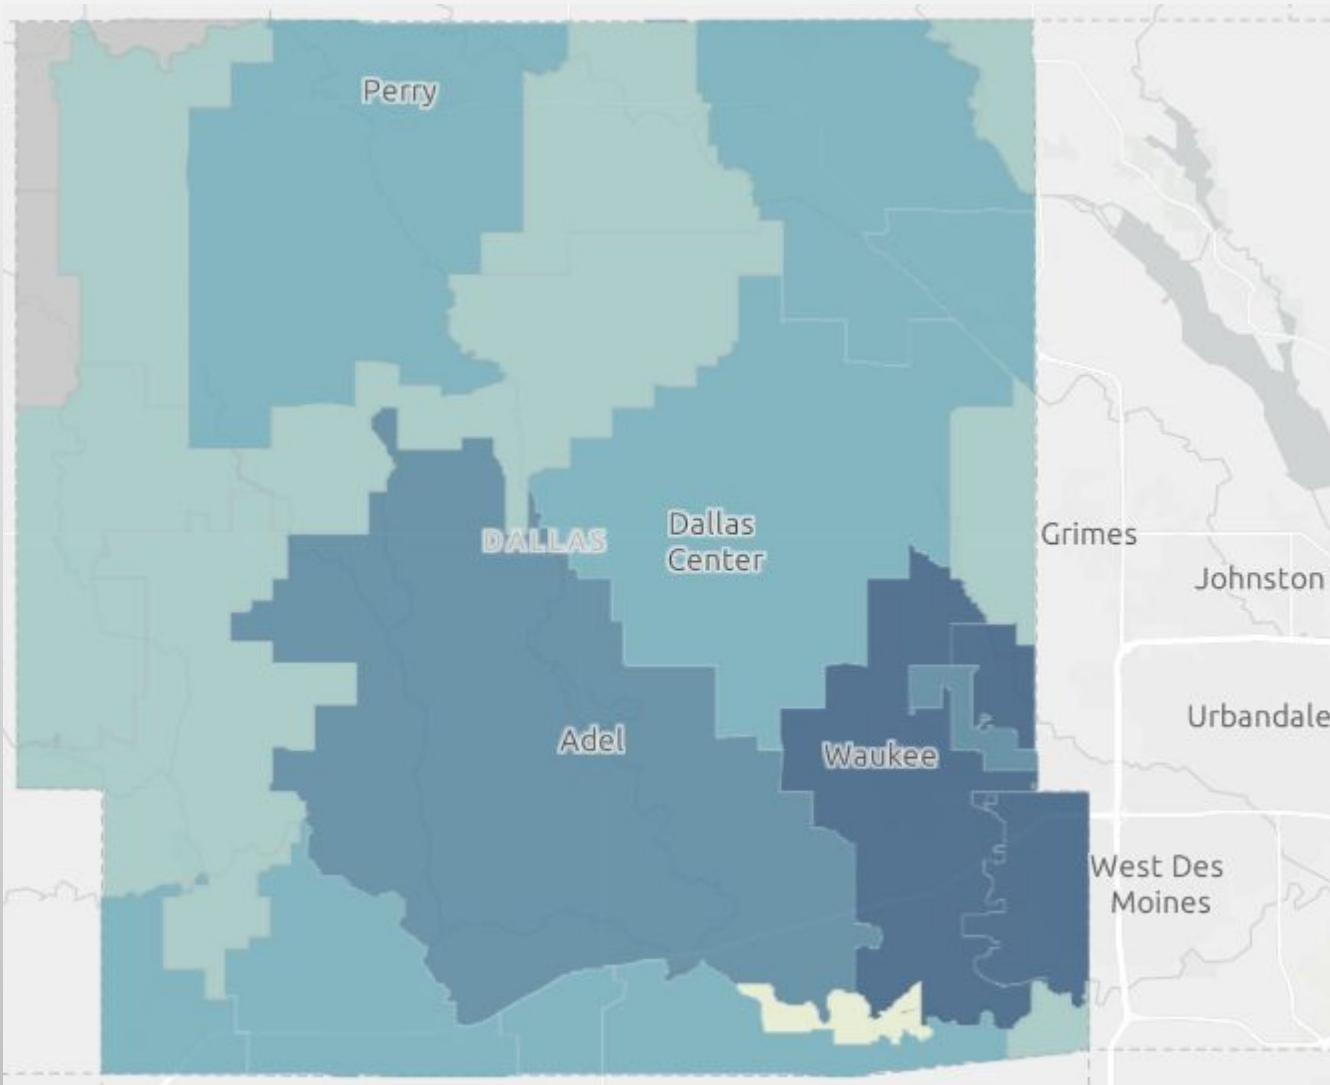 Perry
DALLAS
Dallas
Center
Grimes
Johnston
Adel
Waukee
Urbandale
West Des
Moines